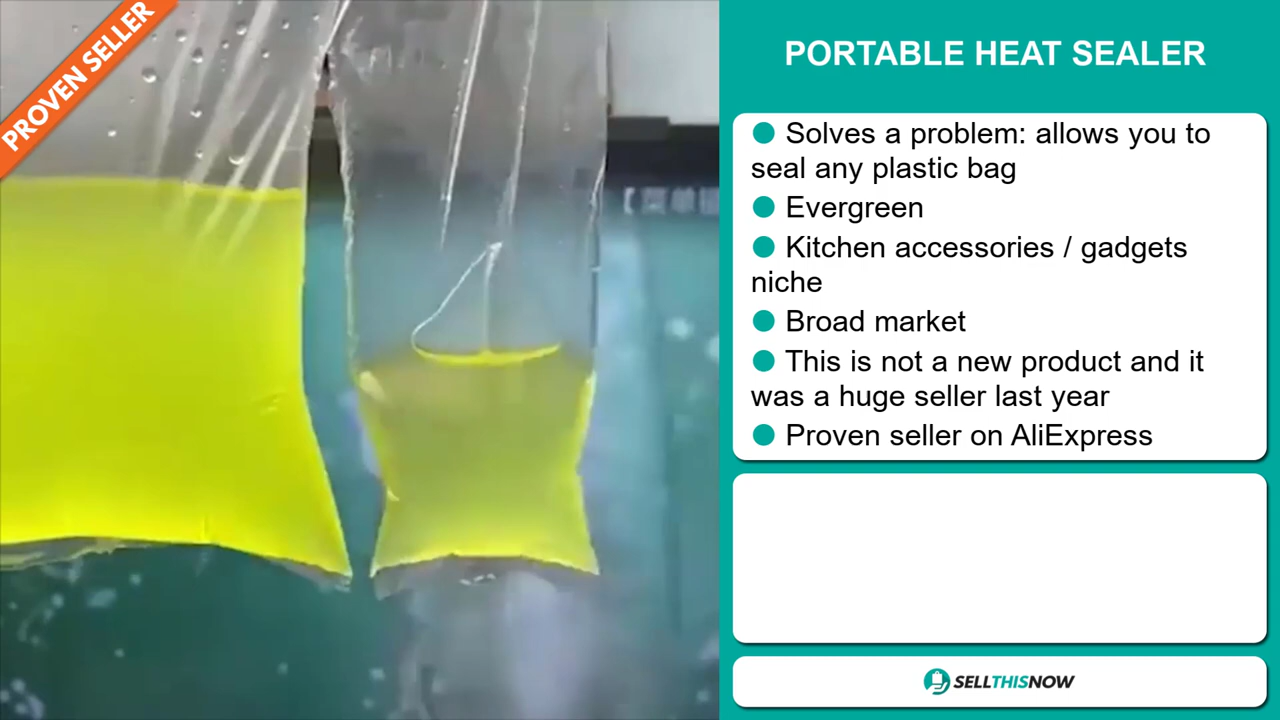 PROVEN SELLER
PORTABLE HEAT SEALER
Solves a problem: allows you to
seal any plastic bag
Evergreen
Kitchen accessories / gadgets
niche
Broad market
This is not a new product and it
was a huge seller last year
Proven seller on AliExpress
SELLTHISNOW